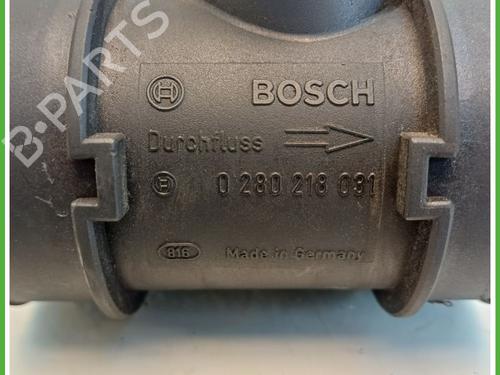 BOSCH
Durchfluss
0 280 218 031
816 Made in Germany
B-PARTS